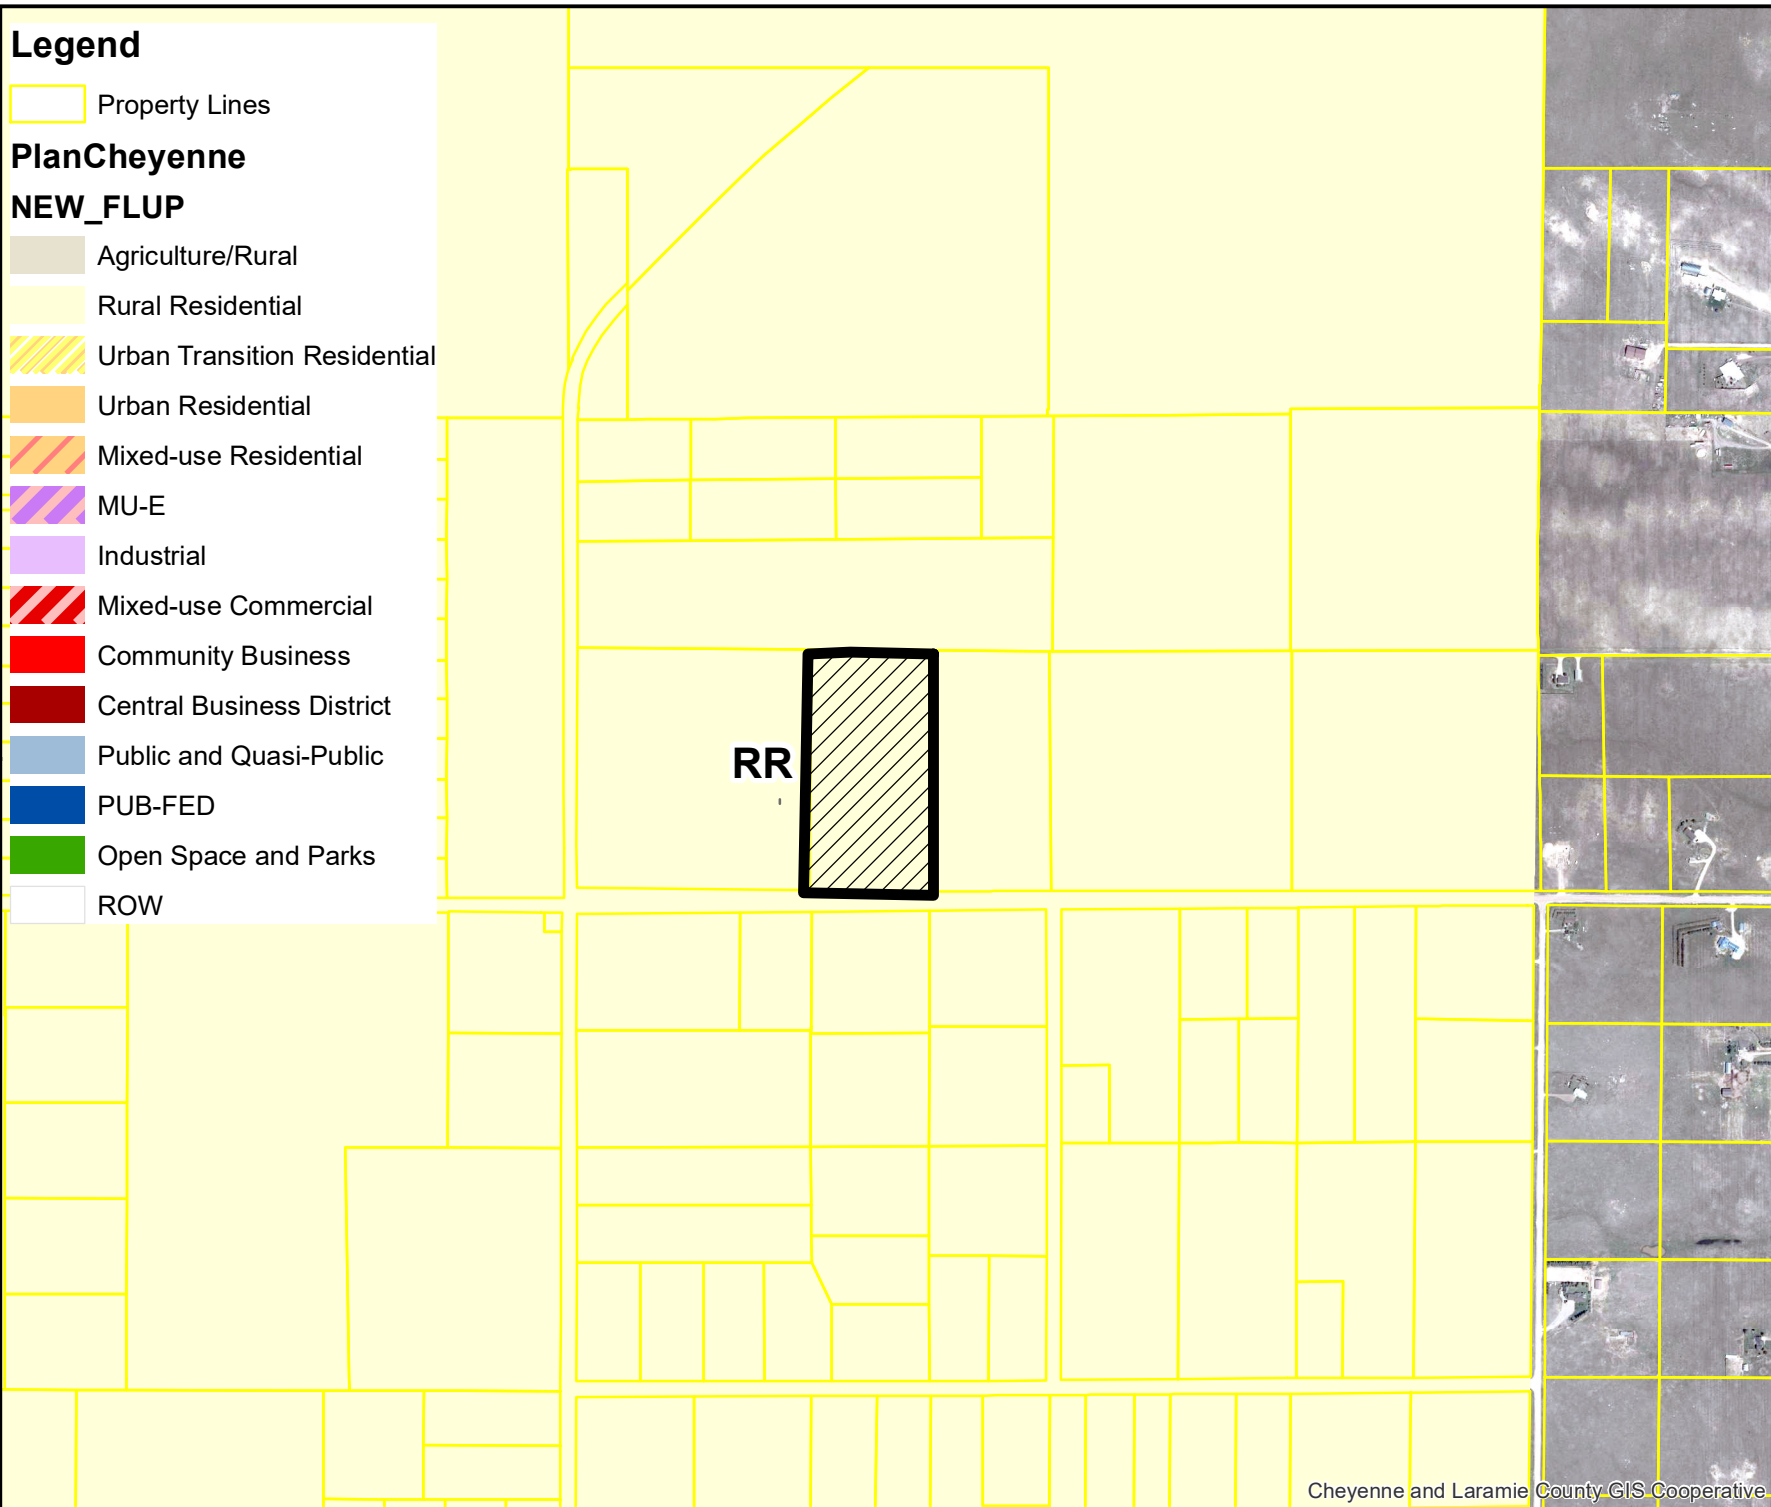 Legend
Property Lines
PlanCheyenne
NEW_FLUP
Agriculture/Rural
Rural Residential
Urban Transition Residential
Urban Residential
Mixed-use Residential
MU-E
Industrial
Mixed-use Commercial
Community Business
Central Business District
Public and Quasi-Public
PUB-FED
Open Space and Parks
ROW
RR
Cheyenne and Laramie County GIS Cooperative